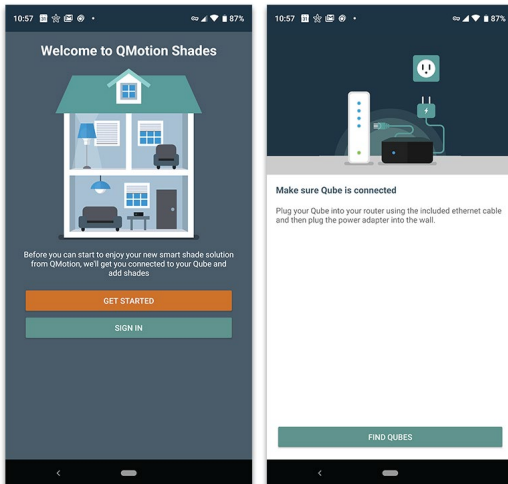 10:57
87%
Welcome to QMotion Shades
Before you can start to enjoy your new smart shade solution
from QMotion, we'll get you connected to your Qube and
add shades
GET STARTED
SIGN IN
10:57
87%
Make sure Qube is connected
Plug your Qube into your router using the included ethernet cable
and then plug the power adapter into the wall.
FIND QUBES